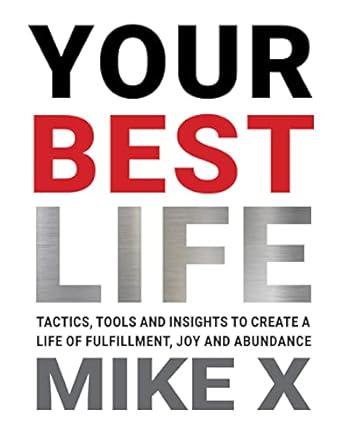 YOUR
BEST
LIFE
TACTICS, TOOLS AND INSIGHTS TO CREATE A
LIFE OF FULFILLMENT, JOY AND ABUNDANCE
MIKE X